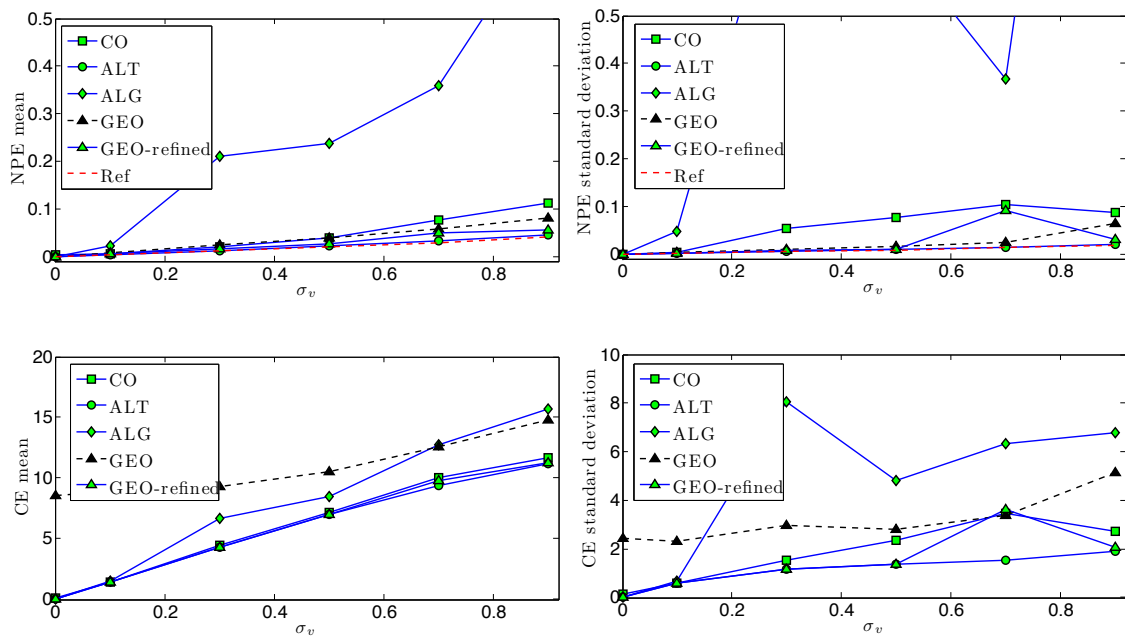 0.5
0.4
0.3
0.2
0.1
0
NPE mean
CO
ALT
ALG
GEO
GEO-refined
Ref
0 0.2 0.4 0.6 0.8
σ_v
0.5
0.4
0.3
0.2
0.1
0
NPE standard deviation
CO
ALT
ALG
GEO
GEO-refined
Ref
0 0.2 0.4 0.6 0.8
σ_v
20
15
10
5
0
CE mean
CO
ALT
ALG
GEO
GEO-refined
0 0.2 0.4 0.6 0.8
σ_v
10
8
6
4
2
0
CE standard deviation
CO
ALT
ALG
GEO
GEO-refined
0 0.2 0.4 0.6 0.8
σ_v